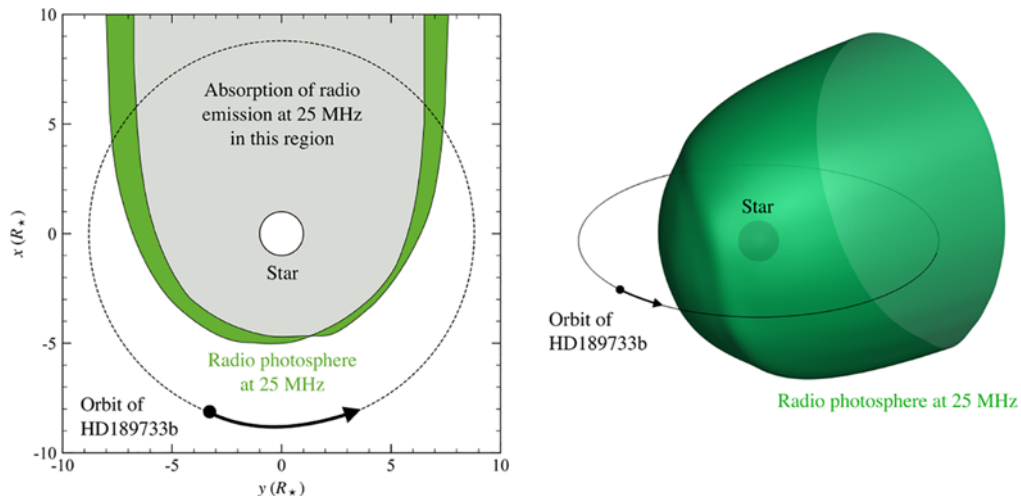 10
5
0
-5
-10
x (R⋆)
-10
-5
0
5
10
y (R⋆)
Absorption of radio
emission at 25 MHz
in this region
Star
Radio photosphere
at 25 MHz
Orbit of
HD189733b
Star
Orbit of
HD189733b
Radio photosphere at 25 MHz